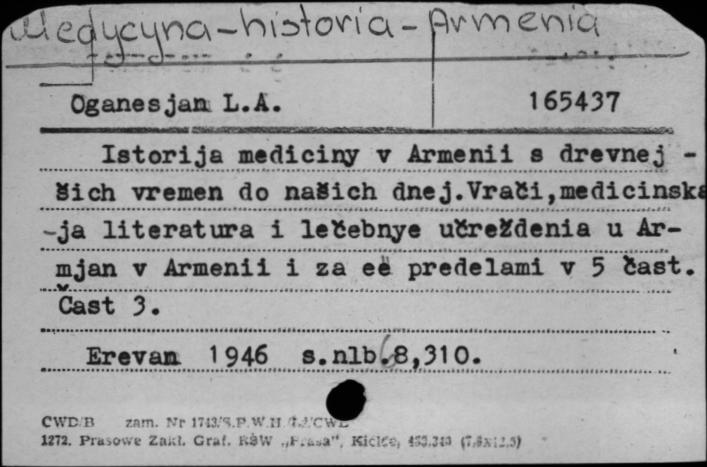 Medycyna-historia-Armenia
Oganesjan L.A. 165437
Istorija mediciny v Armenii s drevnej -
šich vremen do našich dnej.Vrači,medicinska
-ja literatura i lečebnye učreždenia u Ar-
mjan v Armenii i za eë predelami v 5 čast.
Čast 3.
Erevan 1946 s.nlb.8,310.
CWD/B zam. Nr
1272. Prasowe Zakł. Graf. RSW „Prasa", Kielce,